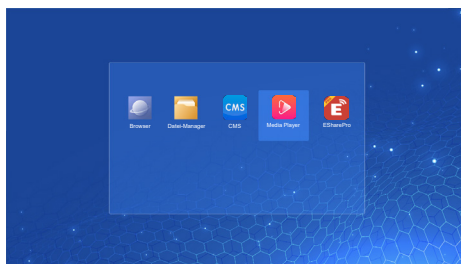 CMS
E
Browser
Datei-Manager
CMS
Media Player
ESharePro